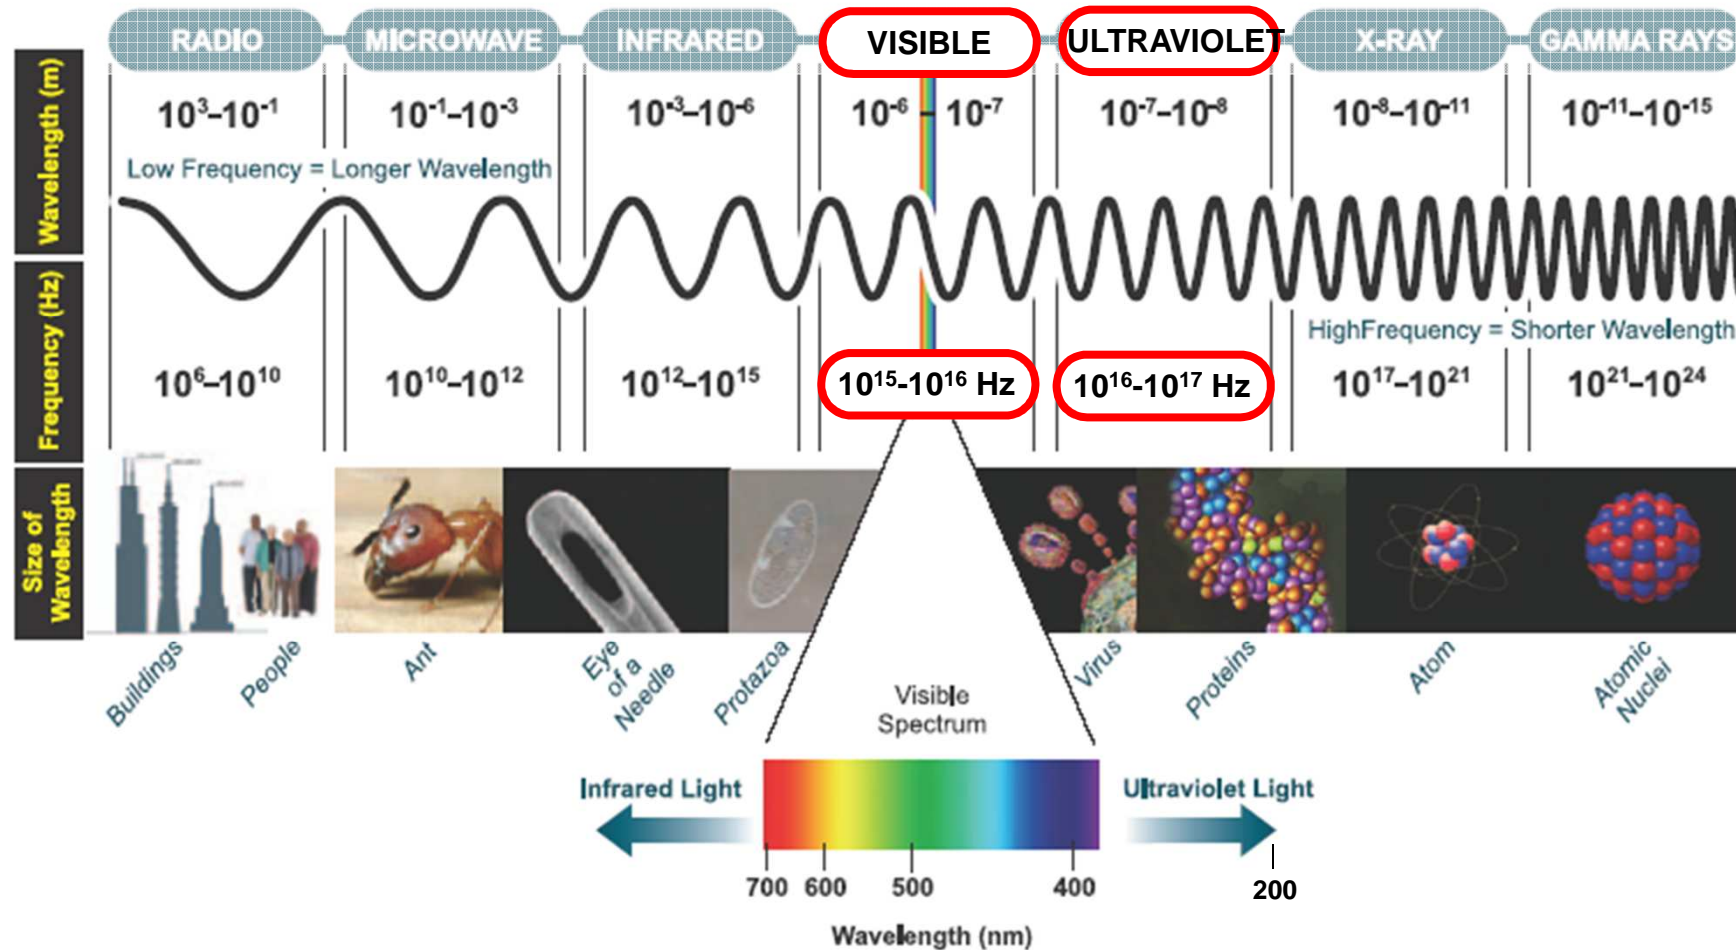 RADIO MICROWAVE INFRARED VISIBLE ULTRAVIOLET X-RAY GAMMA RAYS
Wavelength (m)
10³–10⁻¹ 10⁻¹–10⁻³ 10⁻³–10⁻⁶ 10⁻⁶ – 10⁻⁷ 10⁻⁷–10⁻⁸ 10⁻⁸–10⁻¹¹ 10⁻¹¹–10⁻¹⁵
Low Frequency = Longer Wavelength
HighFrequency = Shorter Wavelength
Frequency (Hz)
10⁶–10¹⁰ 10¹⁰–10¹² 10¹²–10¹⁵ 10¹⁵-10¹⁶ Hz 10¹⁶-10¹⁷ Hz 10¹⁷–10²¹ 10²¹–10²⁴
Size of
Wavelength
Buildings
People
Ant
Eye
of a
Needle
Protazoa
Virus
Proteins
Atom
Atomic
Nuclei
Visible
Spectrum
Infrared Light
Ultraviolet Light
700 600 500 400 200
Wavelength (nm)